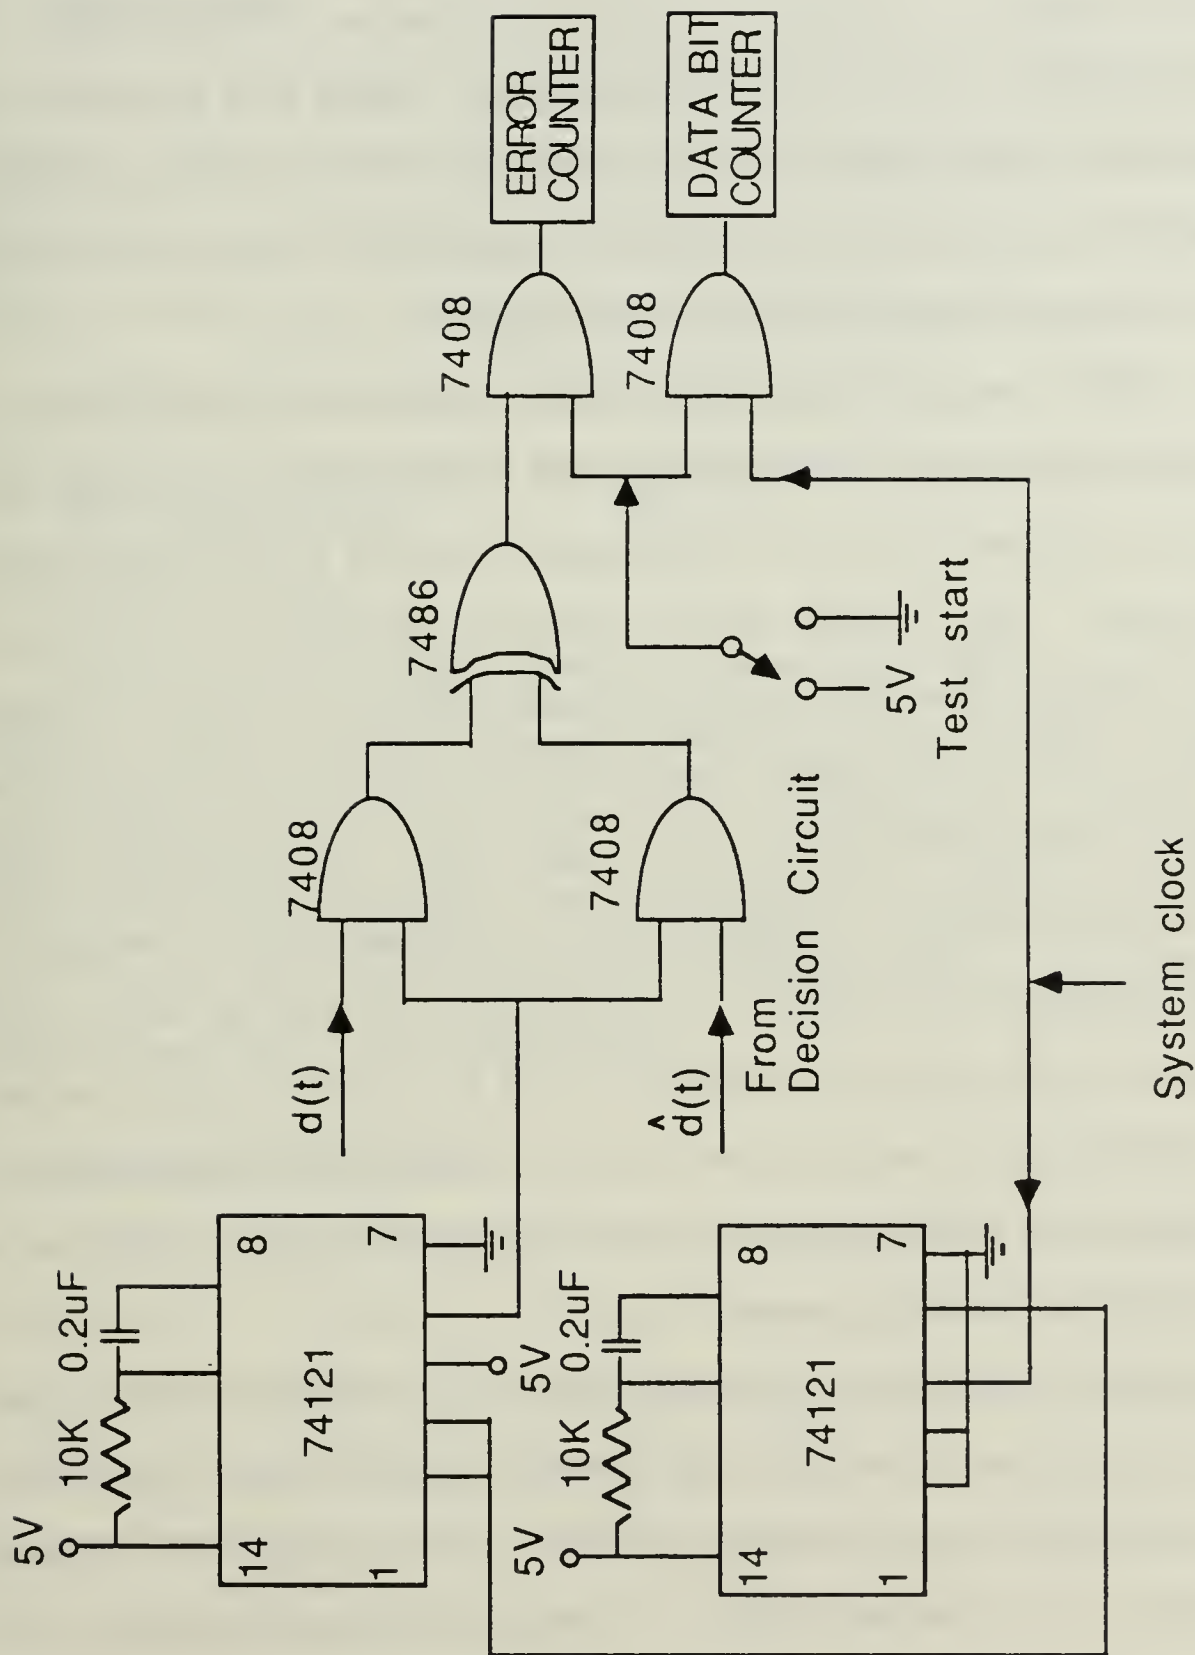 5V
10K
0.2uF
14
8
74121
1
7
5V
5V
10K
0.2uF
14
8
74121
1
7
d(t)
^
d(t)
From
Decision Circuit
7408
7408
7486
5V
Test start
7408
7408
ERROR
COUNTER
DATA BIT
COUNTER
System clock